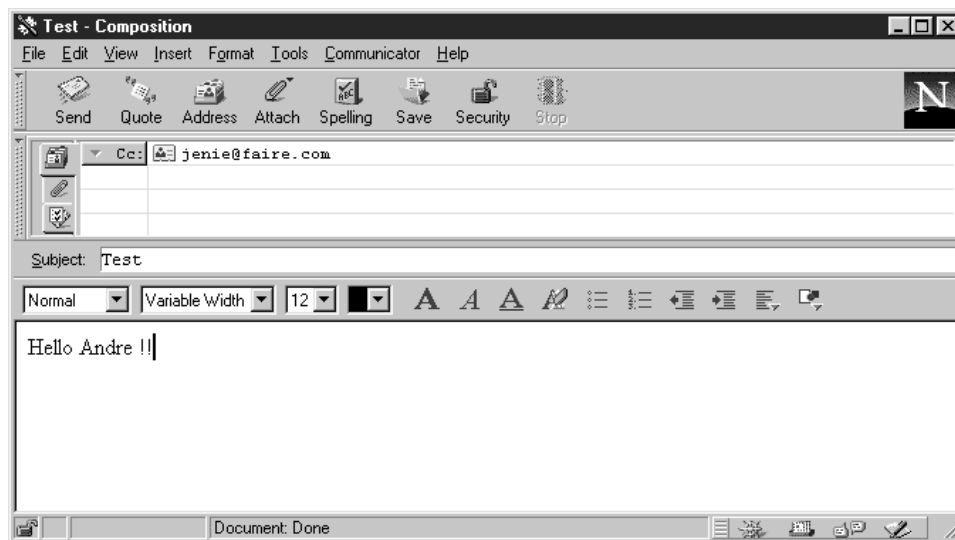 Test - Composition
File Edit View Insert Format Tools Communicator Help
Send Quote Address Attach Spelling Save Security Stop
N
Cc: jenie@faire.com
Subject: Test
Normal Variable Width 12 A A A
Hello Andre !!
Document: Done